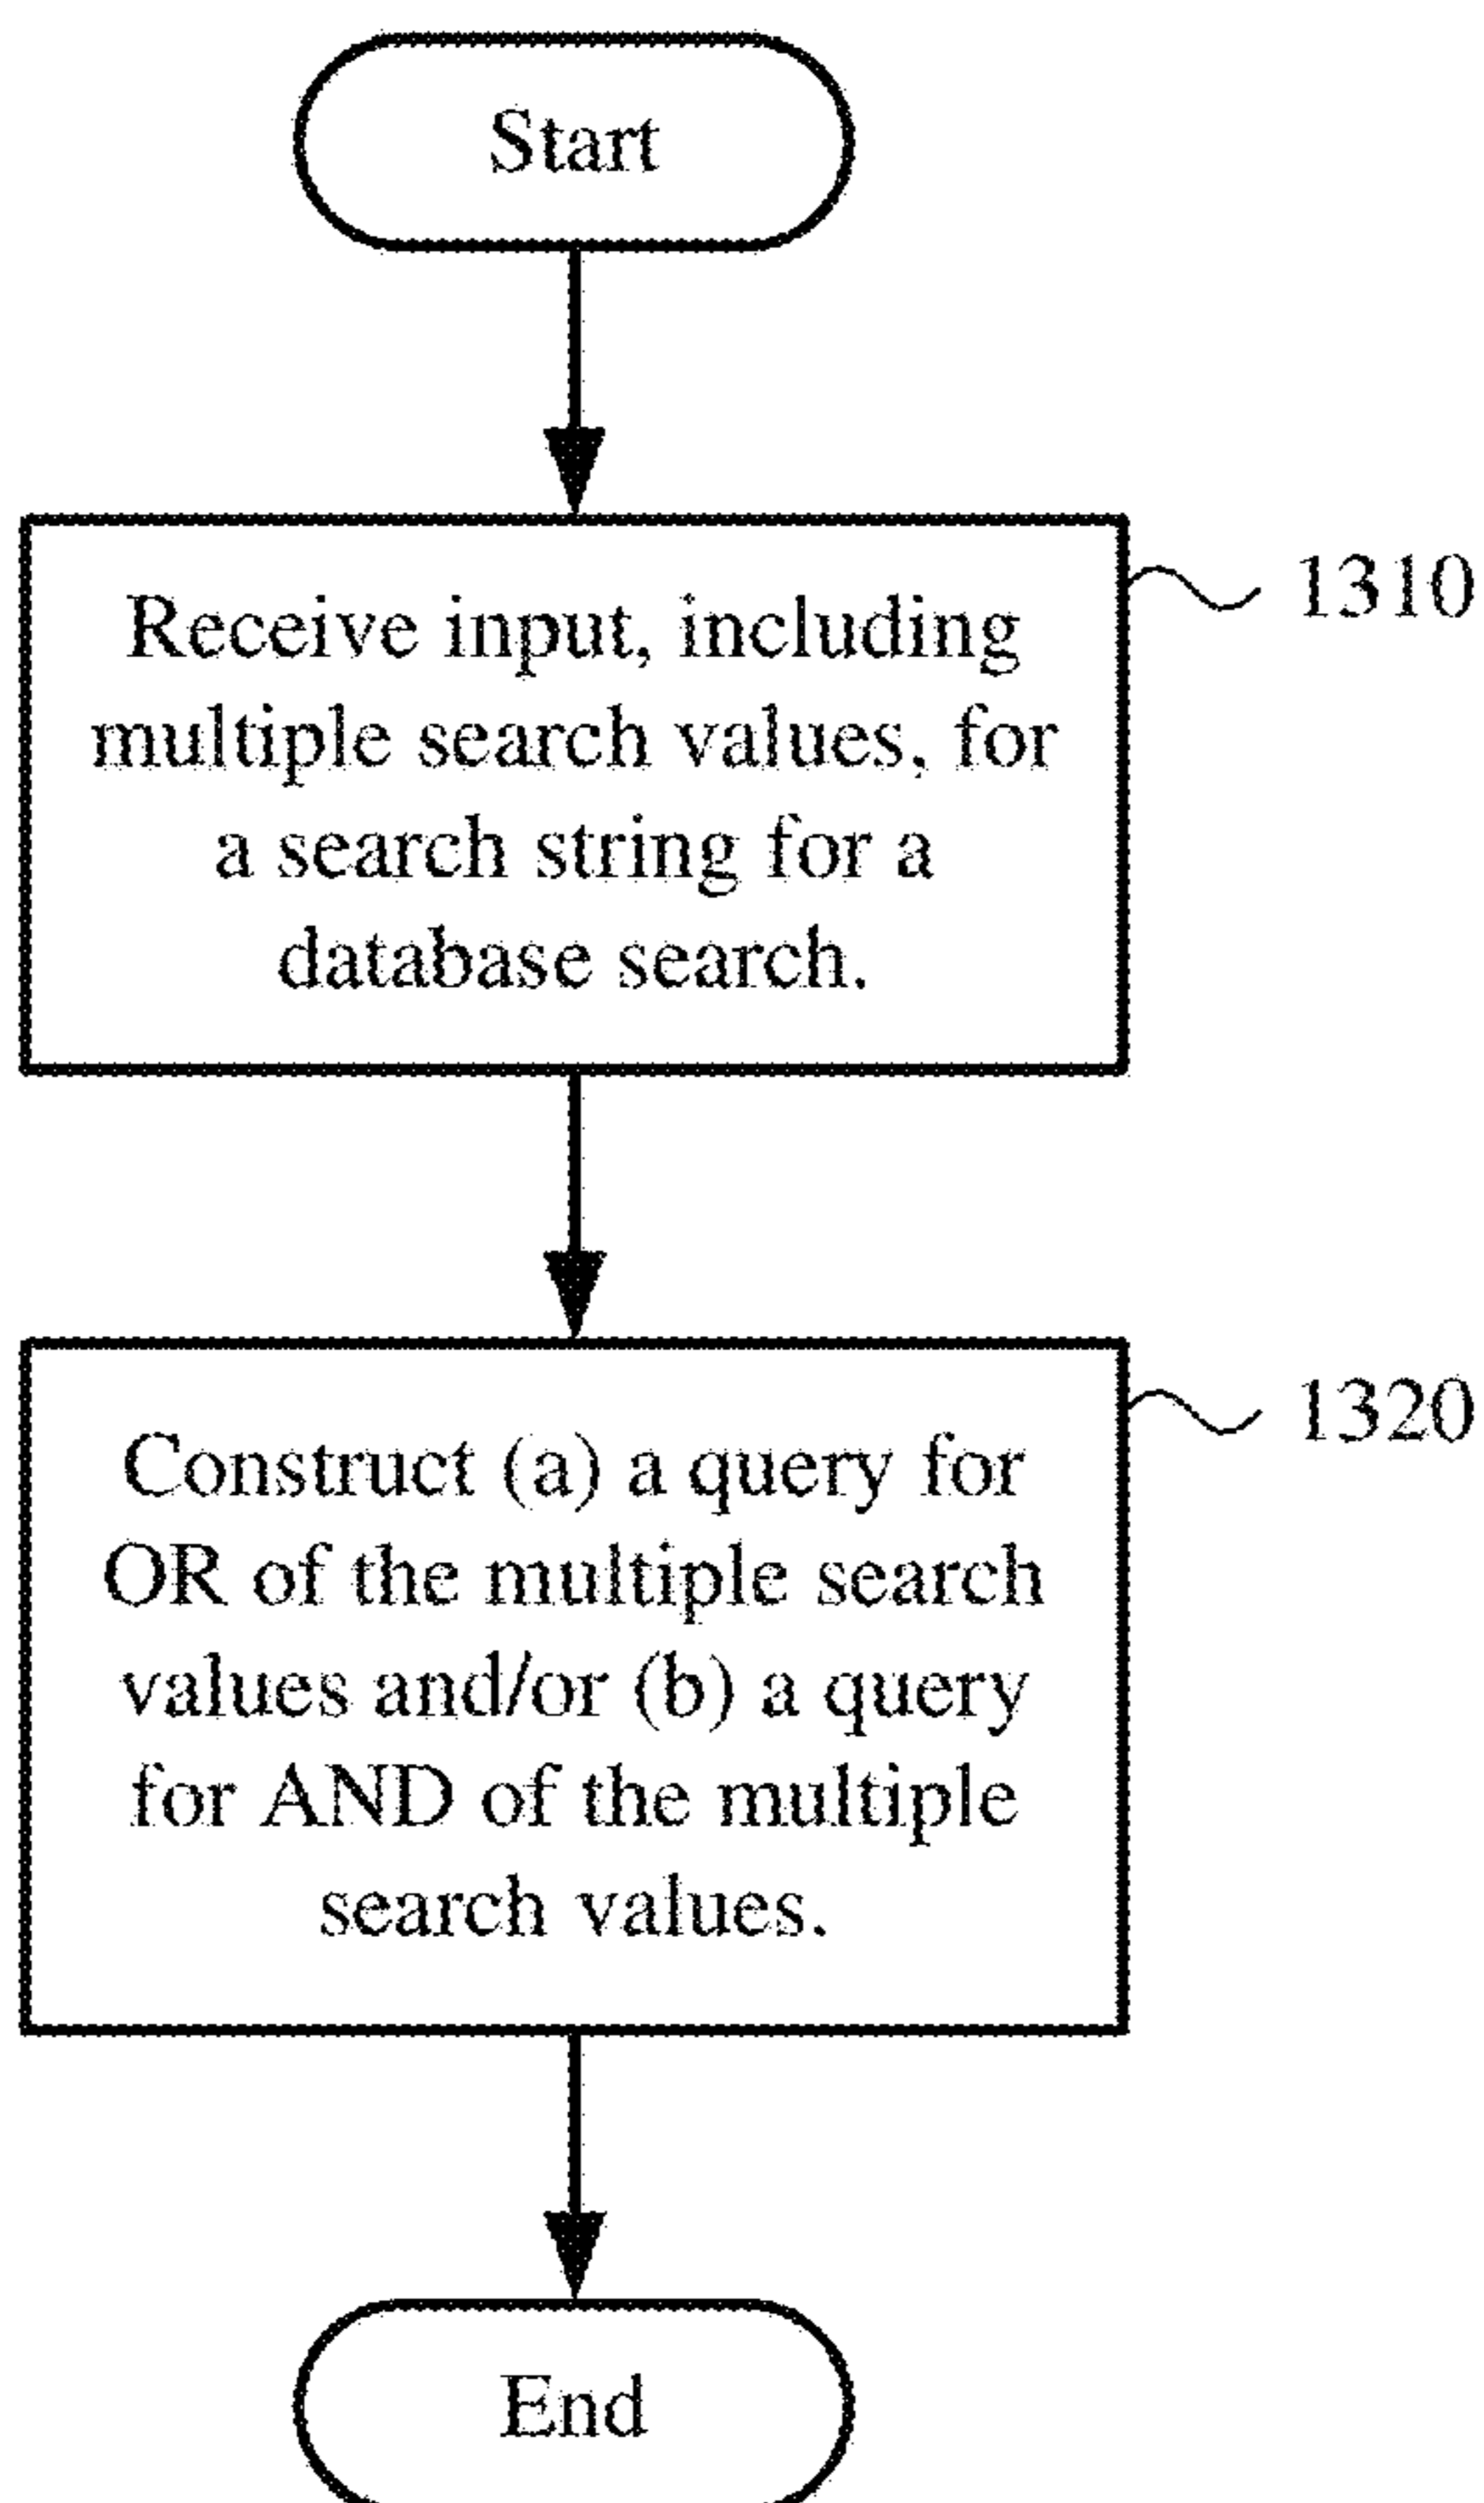 Start
Receive input, including
1310
multiple search values, for
a search string for a
database search.
Construct (a) a query for
1320
OR of the multiple search
values and/or (b) a query
for AND of the multiple
search values.
End